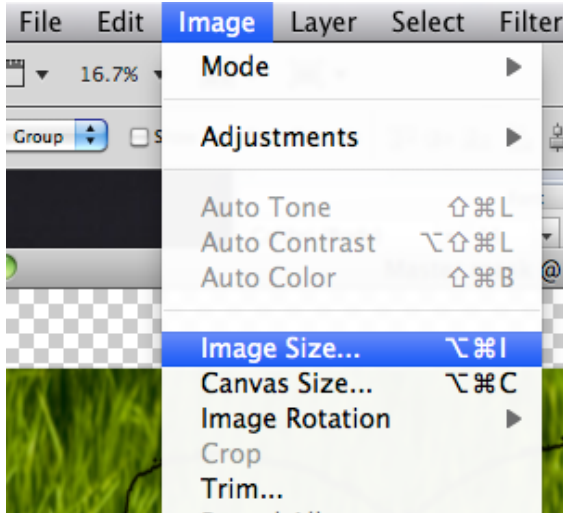 File Edit Image Layer Select Filter
16.7%
Mode
Group
Adjustments
Auto Tone ⇧⌘L
Auto Contrast ⌥⇧⌘L
Auto Color ⇧⌘B
@
Image Size... ⌥⌘I
Canvas Size... ⌥⌘C
Image Rotation
Crop
Trim...